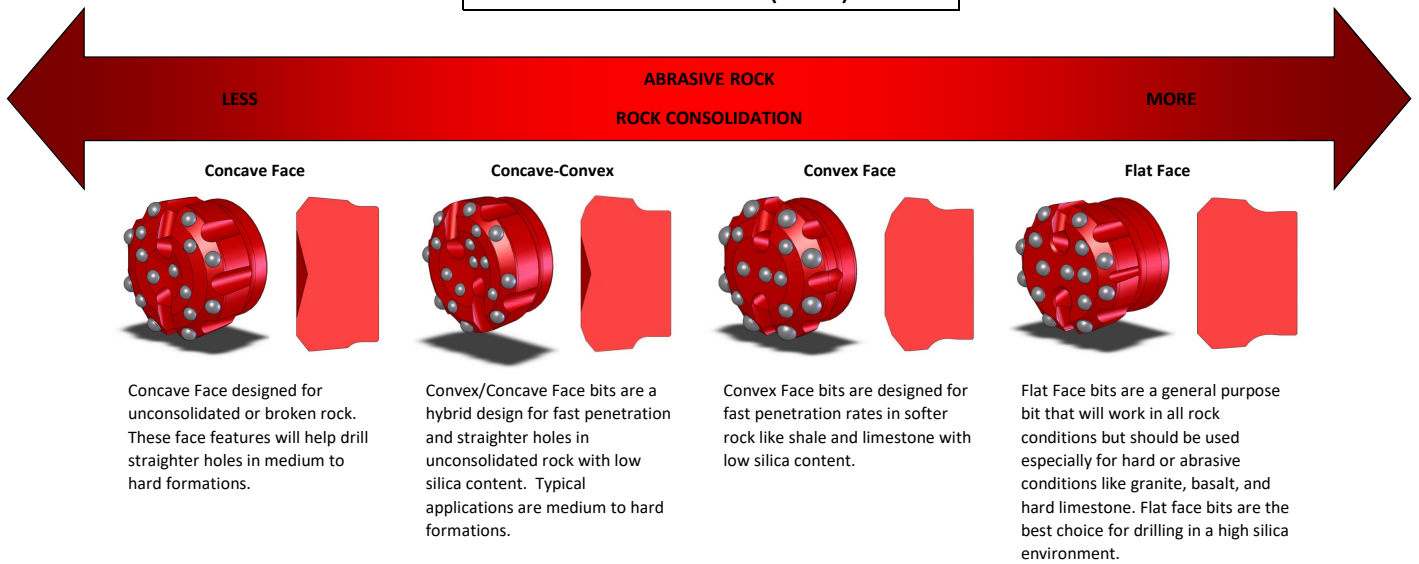 ABRASIVE ROCK
LESS
MORE
ROCK CONSOLIDATION
Concave Face
Concave-Convex
Convex Face
Flat Face
Concave Face designed for
unconsolidated or broken rock.
These face features will help drill
straighter holes in medium to
hard formations.
Convex/Concave Face bits are a
hybrid design for fast penetration
and straighter holes in
unconsolidated rock with low
silica content.  Typical
applications are medium to hard
formations.
Convex Face bits are designed for
fast penetration rates in softer
rock like shale and limestone with
low silica content.
Flat Face bits are a general purpose
bit that will work in all rock
conditions but should be used
especially for hard or abrasive
conditions like granite, basalt, and
hard limestone. Flat face bits are the
best choice for drilling in a high silica
environment.